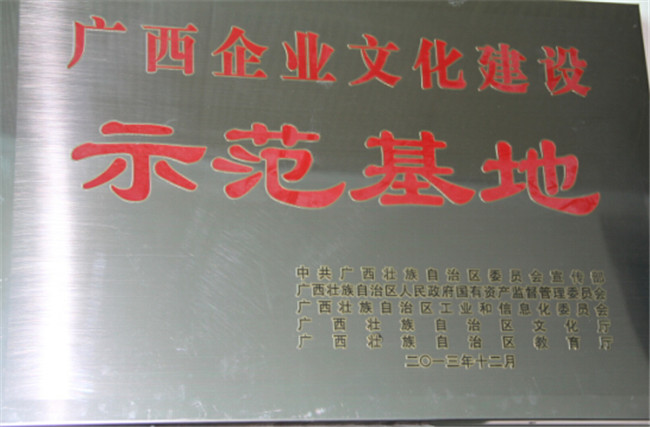 广西企业文化建设
示范基地
中共广西壮族自治区委员会宣传部
广西壮族自治区人民政府国有资产监督管理委员会
广西壮族自治区工业和信息化委员会
广西壮族自治区文化厅
广西壮族自治区教育厅
二〇一三年十二月